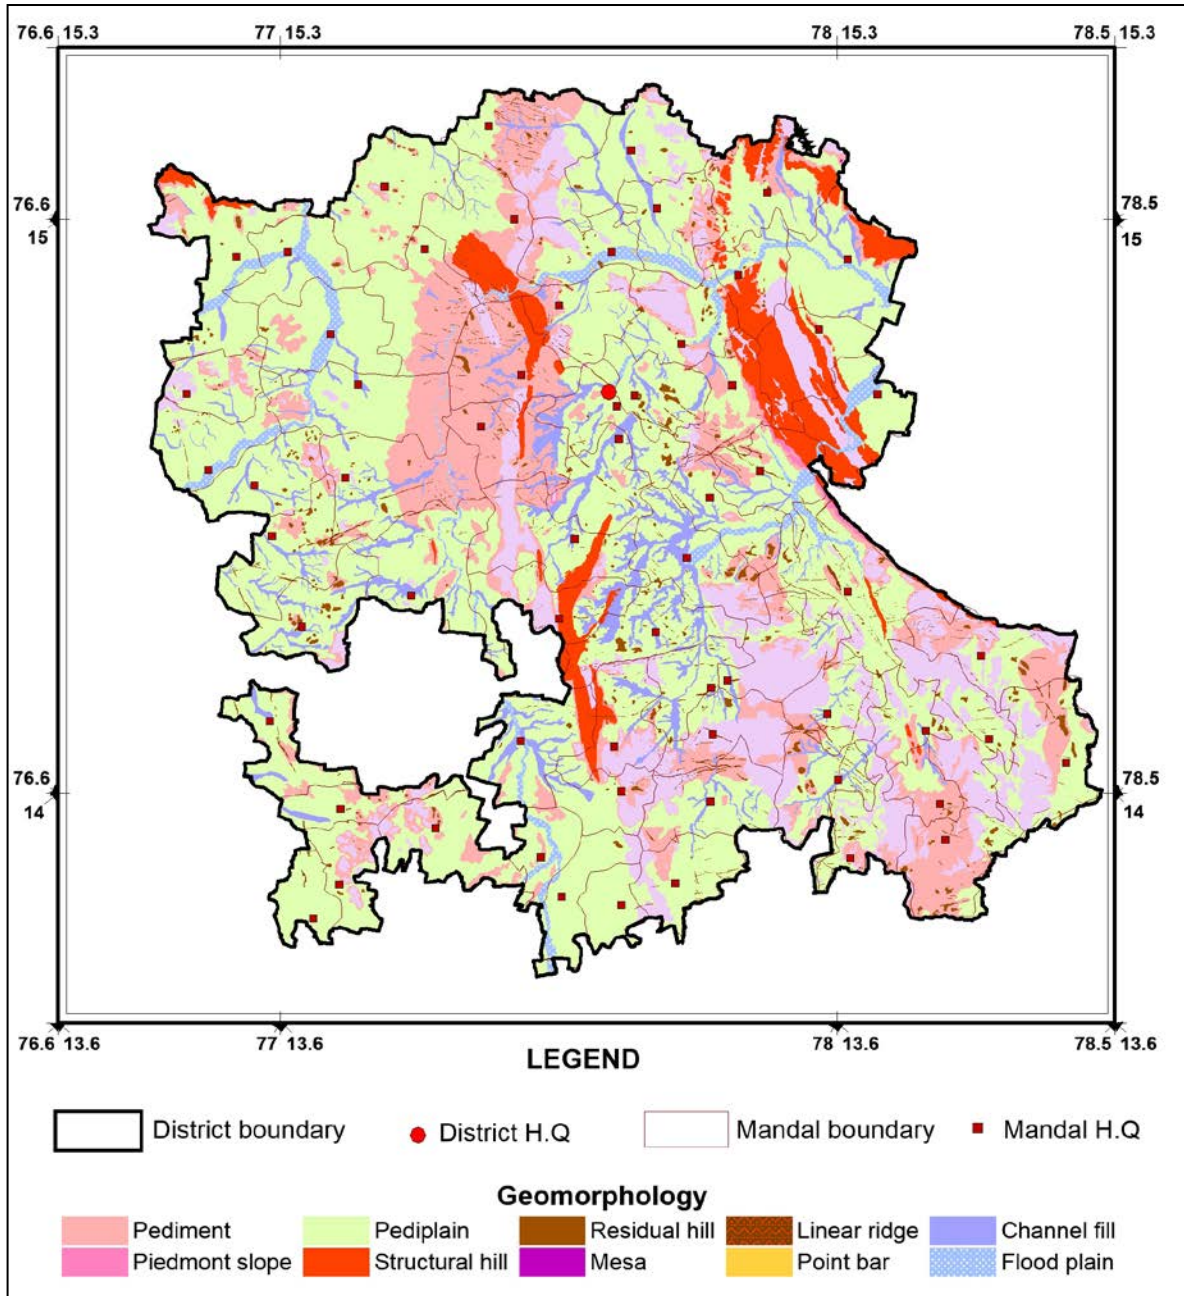 76.6 15.3 77 15.3 78 15.3 78.5 15.3
76.6 78.5
15 15
76.6 78.5
14 14
76.6 13.6 77 13.6 78 13.6 78.5 13.6
LEGEND
District boundary District H.Q Mandal boundary Mandal H.Q
Geomorphology
Pediment Pediplain Residual hill Linear ridge Channel fill
Piedmont slope Structural hill Mesa Point bar Flood plain